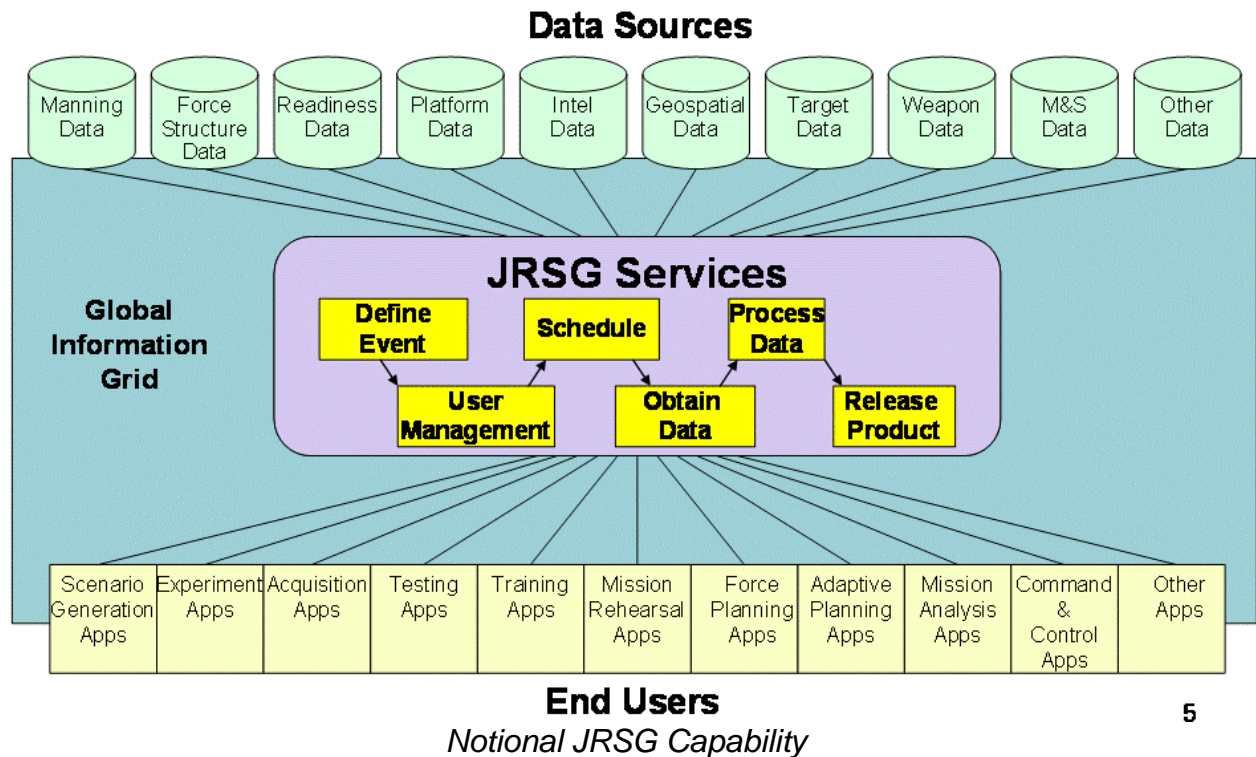 Data Sources
Manning
Data
Force
Structure
Data
Readiness
Data
Platform
Data
Intel
Data
Geospatial
Data
Target
Data
Weapon
Data
M&S
Data
Other
Data
JRSG Services
Global
Information
Grid
Define
Event
User
Management
Schedule
Obtain
Data
Process
Data
Release
Product
Scenario
Generation
Apps
Experiment
Apps
Acquisition
Apps
Testing
Apps
Training
Apps
Mission
Rehearsal
Apps
Force
Planning
Apps
Adaptive
Planning
Apps
Mission
Analysis
Apps
Command
&
Control
Apps
Other
Apps
End Users
5
Notional JRSG Capability